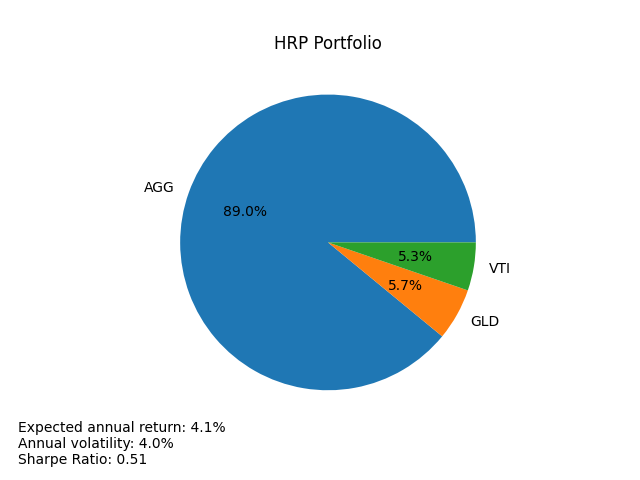 HRP Portfolio
AGG
89.0%
5.3%
VTI
5.7%
GLD
Expected annual return: 4.1%
Annual volatility: 4.0%
Sharpe Ratio: 0.51